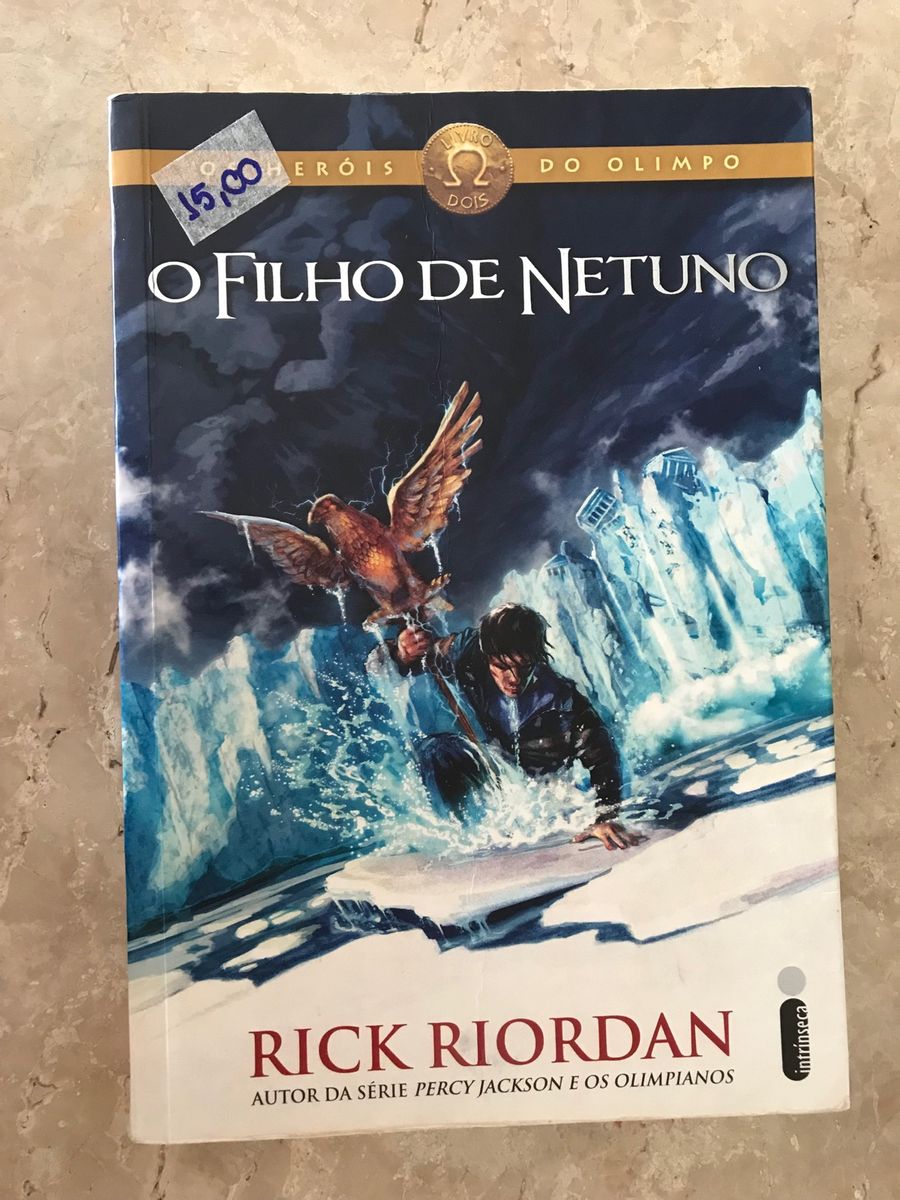 15,00
HERÓIS
DO OLIMPO
LIVRO
DOIS
O FILHO DE NETUNO
RICK RIORDAN
AUTOR DA SÉRIE PERCY JACKSON E OS OLIMPIANOS
intrínseca